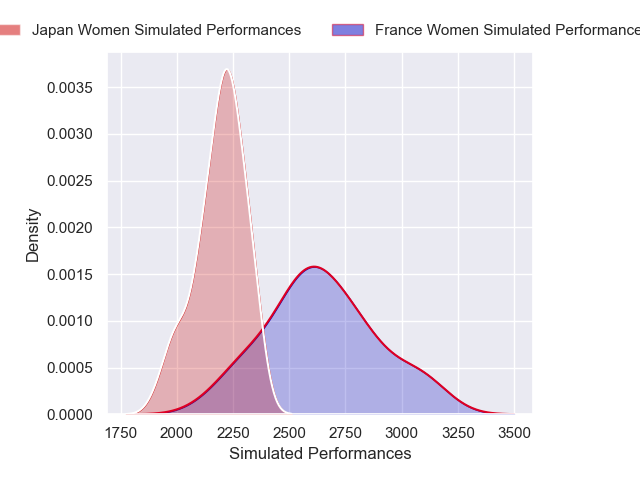 Japan Women Simulated Performances
France Women Simulated Performance
0.0035
0.0030
0.0025
0.0020
0.0015
0.0010
0.0005
0.0000
Density
1750 2000 2250 2500 2750 3000 3250 3500
Simulated Performances